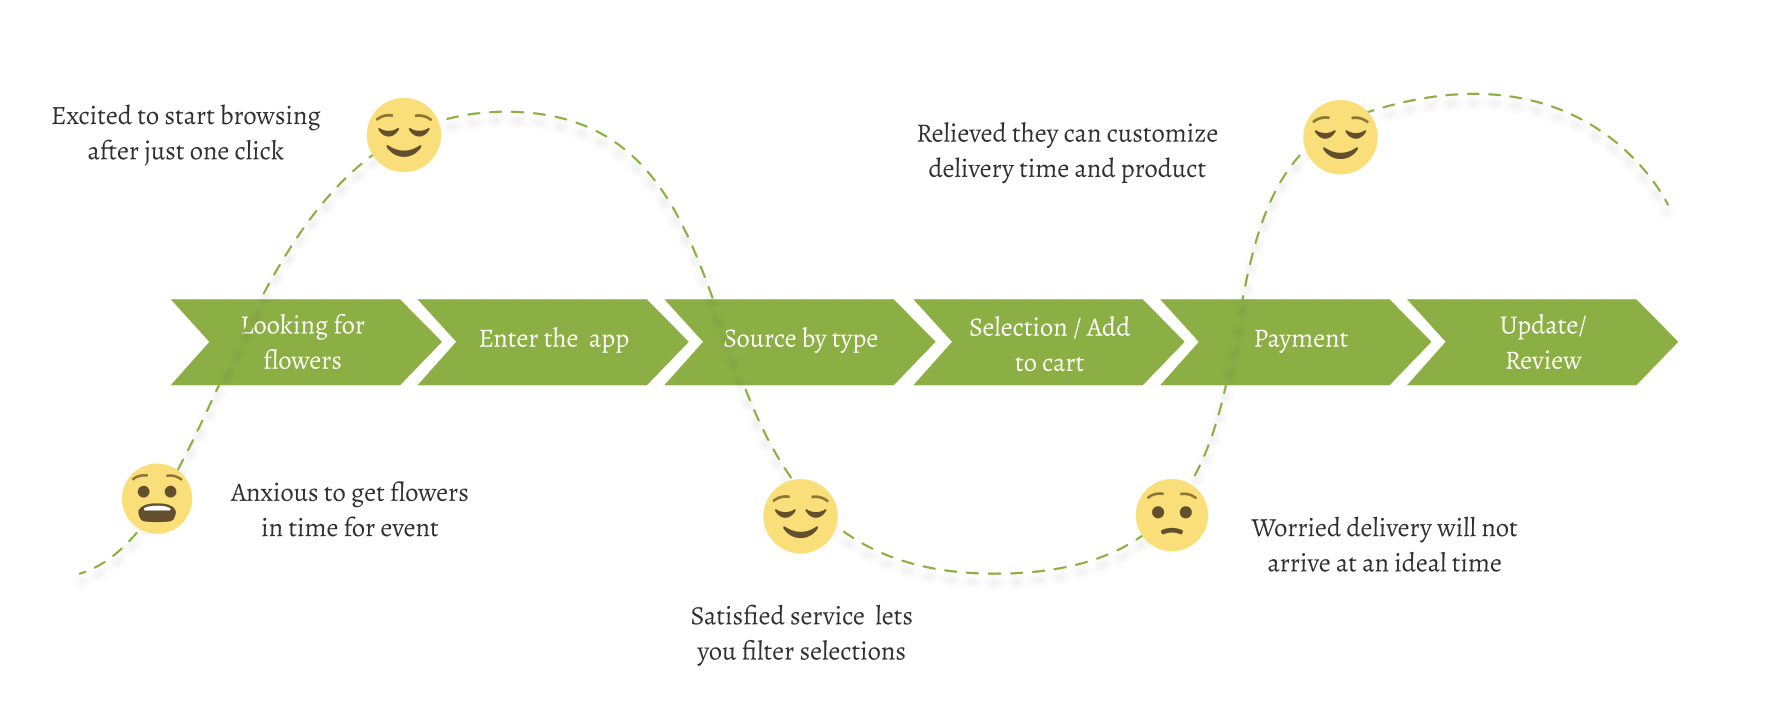 Excited to start browsing
after just one click
Relieved they can customize
delivery time and product
Looking for
flowers
Enter the app
Source by type
Selection / Add
to cart
Payment
Update/
Review
Anxious to get flowers
in time for event
Worried delivery will not
arrive at an ideal time
Satisfied service lets
you filter selections